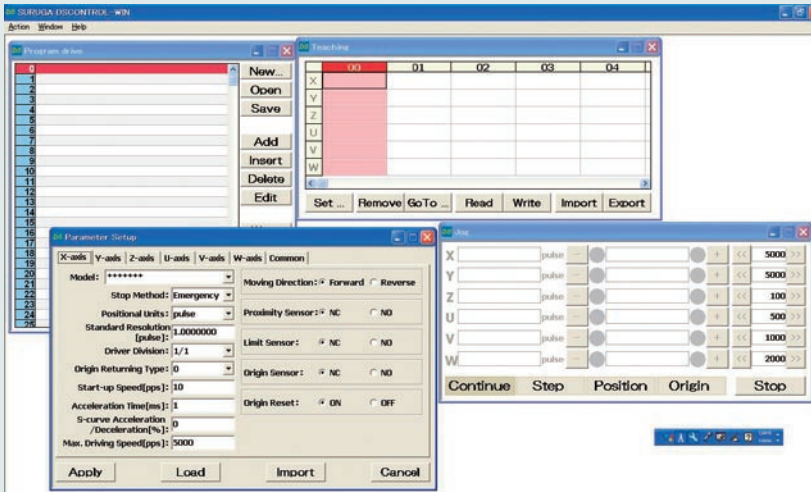 SURUGA DSCONTROL-WIN
Action Window Help
Program drive
0
1
2
3
4
5
6
7
8
9
10
11
12
13
14
15
16
17
18
19
20
21
22
23
24
25
New...
Open
Save
Add
Insert
Delete
Edit
Teaching
00 01 02 03 04
X
Y
Z
U
V
W
Set ... Remove GoTo ... Read Write Import Export
Parameter Setup
X-axis Y-axis Z-axis U-axis V-axis W-axis Common
Model: *******
Stop Method: Emergency
Positional Units: pulse
Standard Resolution
[pulse]: 1.0000000
Driver Division: 1/1
Origin Returning Type: 0
Start-up Speed[pps]: 10
Acceleration Time[ms]: 1
S-curve Acceleration
/Deceleration[%]: 0
Max. Driving Speed[pps]: 5000
Moving Direction: Forward Reverse
Proximity Sensor: NC NO
Limit Sensor: NC NO
Origin Sensor: NC NO
Origin Reset: ON OFF
Apply Load Import Cancel
Jog
X pulse - + << 5000 >>
Y pulse - + << 5000 >>
Z pulse - + << 100 >>
U pulse - + << 500 >>
V pulse - + << 1000 >>
W pulse - + << 2000 >>
Continue Step Position Origin Stop